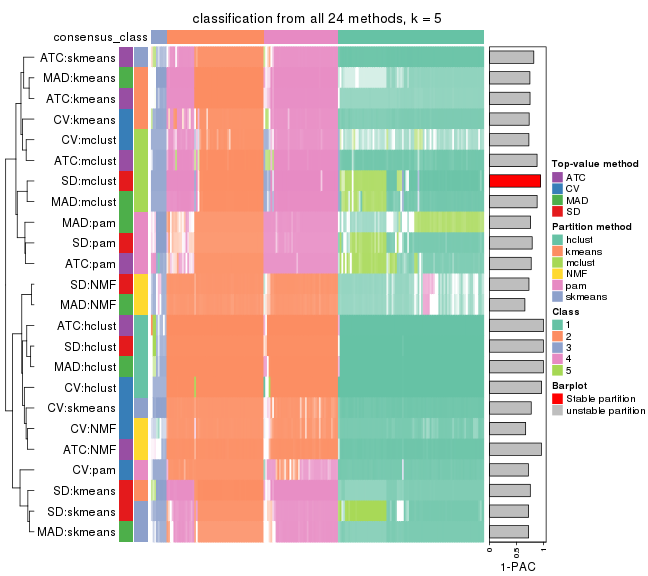 classification from all 24 methods, k = 5
consensus_class
ATC:skmeans
MAD:kmeans
ATC:kmeans
CV:kmeans
CV:mclust
ATC:mclust
SD:mclust
MAD:mclust
MAD:pam
SD:pam
ATC:pam
SD:NMF
MAD:NMF
ATC:hclust
SD:hclust
MAD:hclust
CV:hclust
CV:skmeans
CV:NMF
ATC:NMF
CV:pam
SD:kmeans
SD:skmeans
MAD:skmeans
0
0.5
1
1-PAC
Top-value method
ATC
CV
MAD
SD
Partition method
hclust
kmeans
mclust
NMF
pam
skmeans
Class
1
2
3
4
5
Barplot
Stable partition
unstable partition